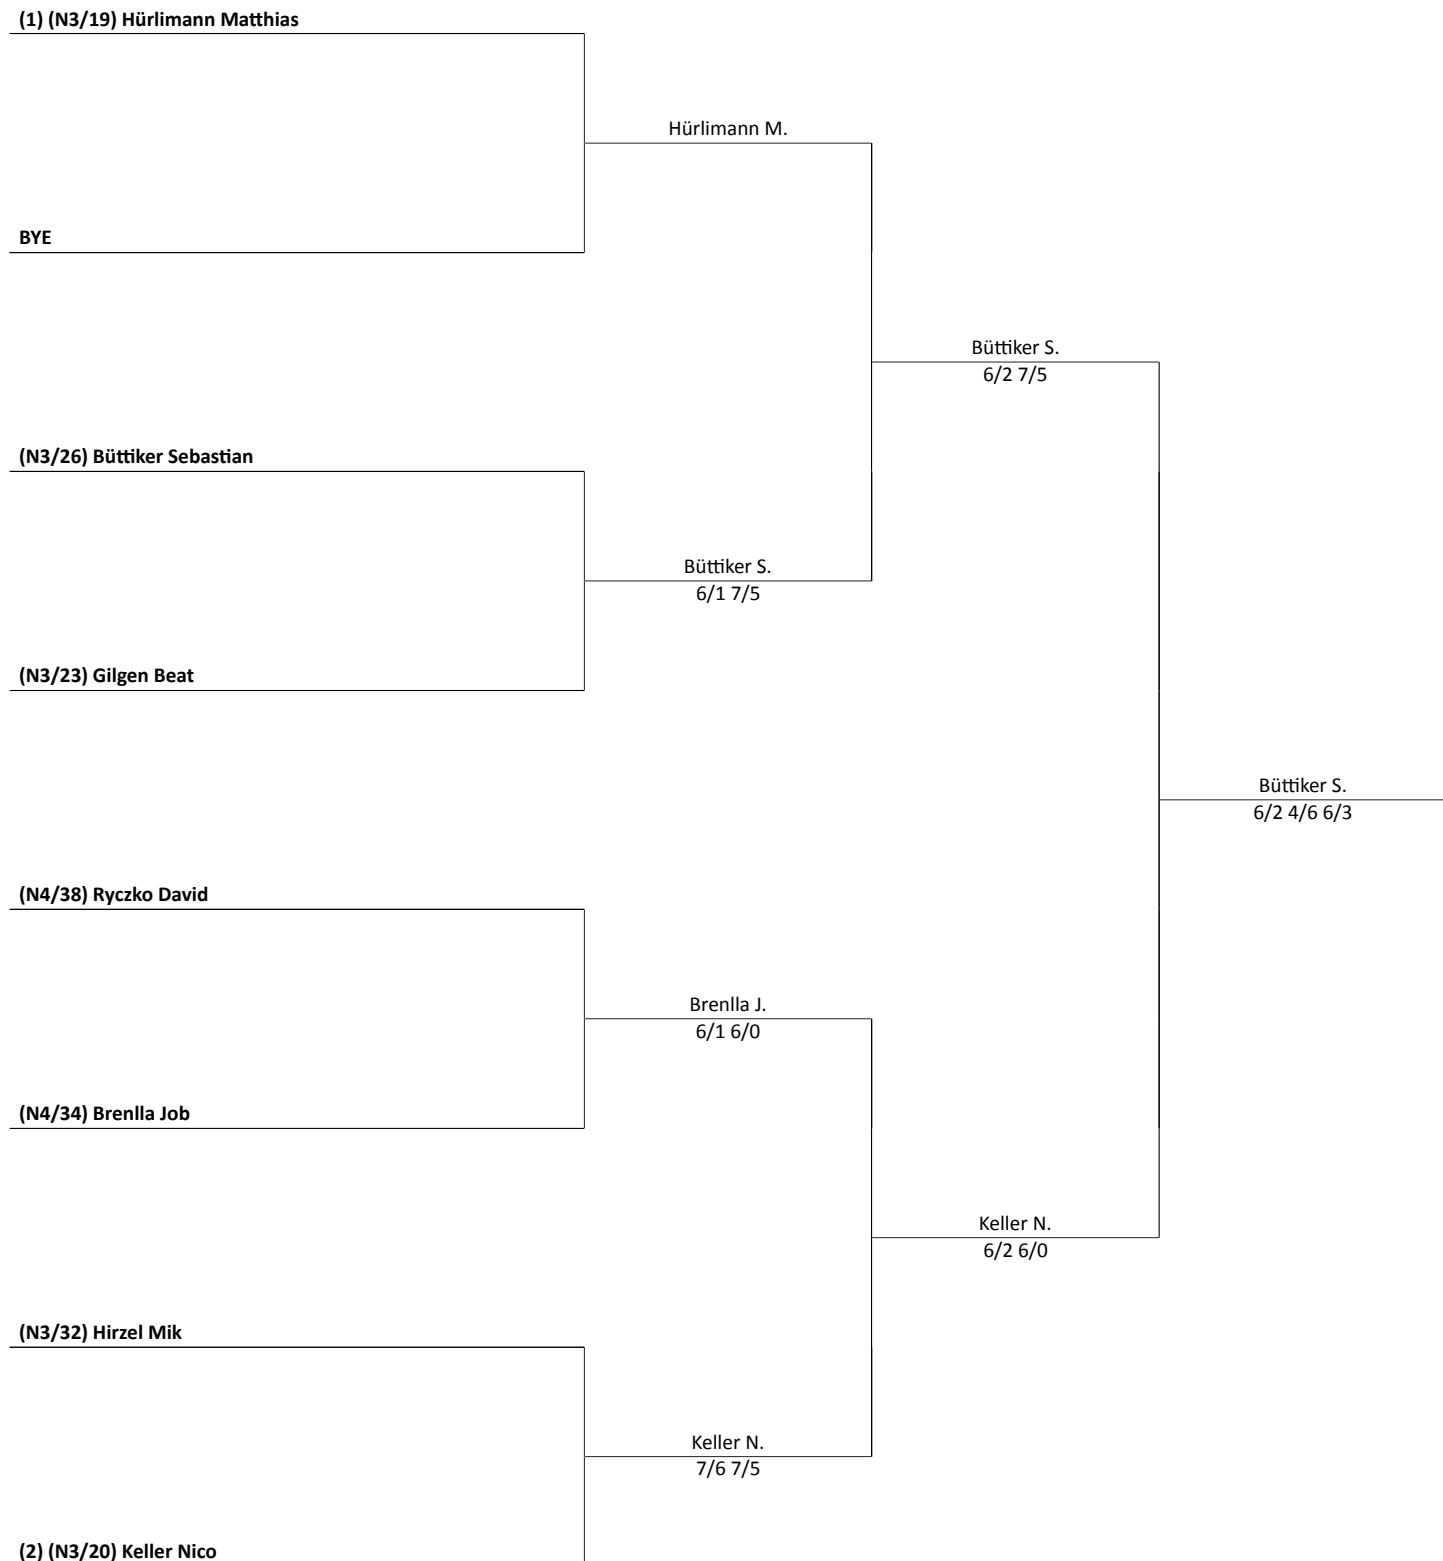 (1) (N3/19) Hürlimann Matthias
Hürlimann M.
BYE
Büttiker S.
6/2 7/5
(N3/26) Büttiker Sebastian
Büttiker S.
6/1 7/5
(N3/23) Gilgen Beat
Büttiker S.
6/2 4/6 6/3
(N4/38) Ryczko David
Brenlla J.
6/1 6/0
(N4/34) Brenlla Job
Keller N.
6/2 6/0
(N3/32) Hirzel Mik
Keller N.
7/6 7/5
(2) (N3/20) Keller Nico